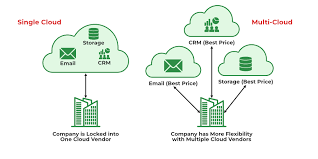 Single Cloud
Storage
Email
CRM
Company is Locked into
One Cloud Vendor
Multi-Cloud
CRM (Best Price)
Email (Best Price)
Storage (Best Price)
Company has More Flexibility
with Multiple Cloud Vendors